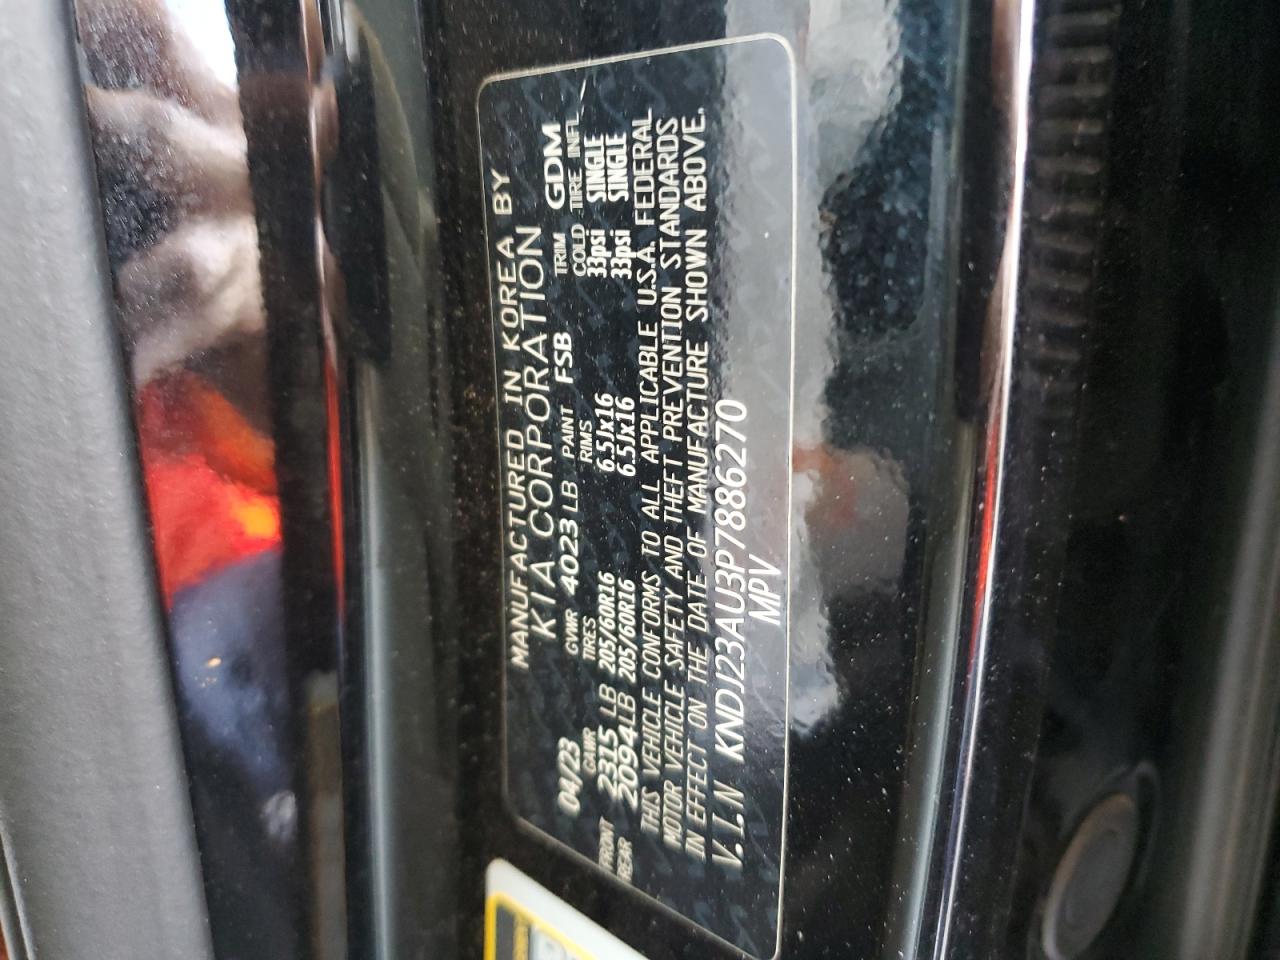 MANUFACTURED IN KOREA BY
KIA CORPORATION
04/23 GVWR 4023 LB PAINT FSB TRIM GDM
GAWR TIRES RIMS COLD TIRE INFL.
FRONT 2315 LB 205/60R16 6.5Jx16 33psi SINGLE
REAR 2094LB 205/60R16 6.5Jx16 33psi SINGLE
THIS VEHICLE CONFORMS TO ALL APPLICABLE U.S.A. FEDERAL
MOTOR VEHICLE SAFETY AND THEFT PREVENTION STANDARDS
IN EFFECT ON THE DATE OF MANUFACTURE SHOWN ABOVE.
V.I.N KNDJ23AU3P7886270
MPV